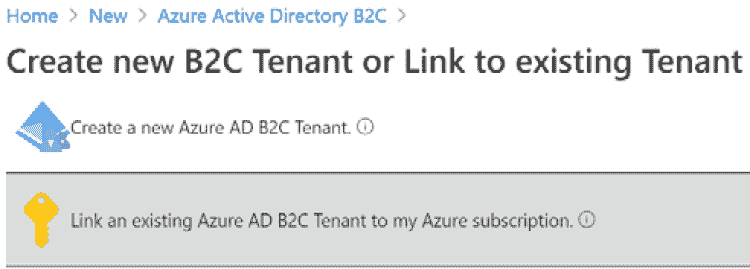 Home > New > Azure Active Directory B2C >
Create new B2C Tenant or Link to existing Tenant
Create a new Azure AD B2C Tenant.
Link an existing Azure AD B2C Tenant to my Azure subscription.